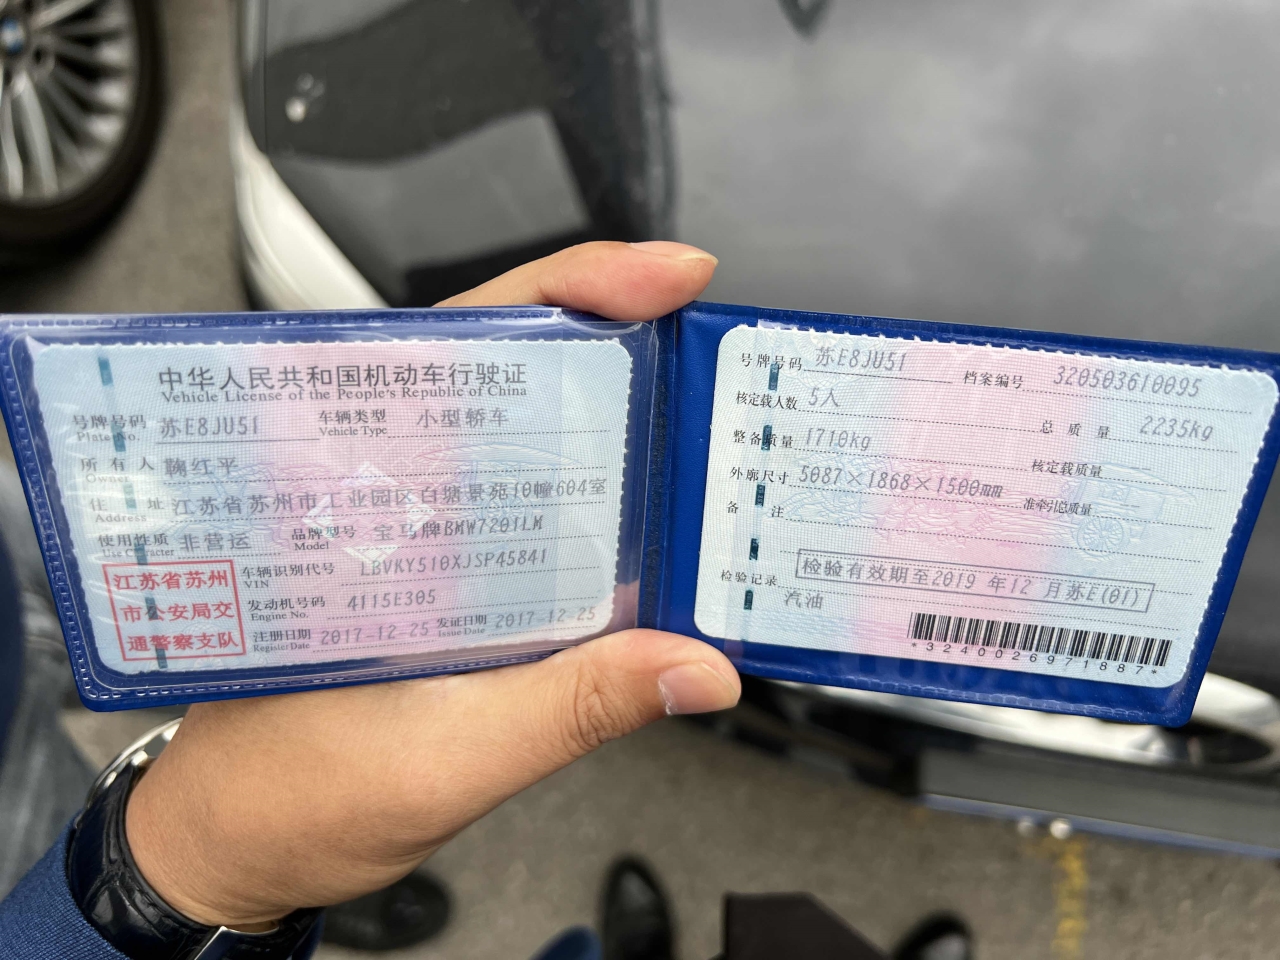 中华人民共和国机动车行驶证
Vehicle License of the People's Republic of China
号牌号码 苏E8JU51 车辆类型 小型轿车
Plate No. Vehicle Type
所有人 鞠红平
Owner
住址 江苏省苏州市工业园区白塘景苑10幢604室
Address
使用性质 非营运 品牌型号 宝马牌BMW7201LM
Use Character Model
江苏省苏州
市公安局交
通警察支队
车辆识别代号 LBVKY510XJSP45841
VIN
发动机号码 4115E305
Engine No.
注册日期 2017-12-25 发证日期 2017-12-25
Register Date Issue Date
号牌号码 苏E8JU51 档案编号 320503610095
核定载人数 5人 总质量 2235kg
整备质量 1710kg 核定载质量 --
外廓尺寸 5087×1868×1500mm 准牵引总质量 --
备注
检验记录 检验有效期至2019年12月苏E(01)
汽油
*3240026971887*